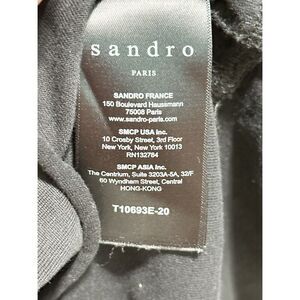 sandro
PARIS
SANDRO FRANCE
150 Boulevard Haussmann
75008 Paris
www.sandro-paris.com
SMCP USA Inc.
10 Crosby Street, 3rd Floor
New York, New York 10013
RN132764
SMCP ASIA Inc.
The Centrium, Suite 3203A-5A, 32/F
60 Wyndham Street, Central
HONG-KONG
T10693E-20